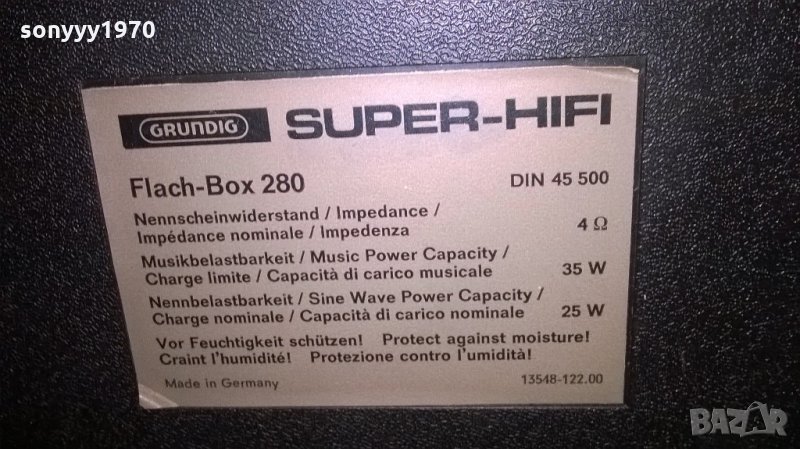 sonyyy1970
GRUNDIG SUPER-HIFI
Flach-Box 280 DIN 45 500
Nennscheinwiderstand / Impedance /
Impédance nominale / Impedenza 4 Ω
Musikbelastbarkeit / Music Power Capacity /
Charge limite / Capacità di carico musicale 35 W
Nennbelastbarkeit / Sine Wave Power Capacity /
Charge nominale / Capacità di carico nominale 25 W
Vor Feuchtigkeit schützen! Protect against moisture!
Craint l'humidité! Protezione contro l'umidità!
Made in Germany 13548-122.00
BAZAR
bg